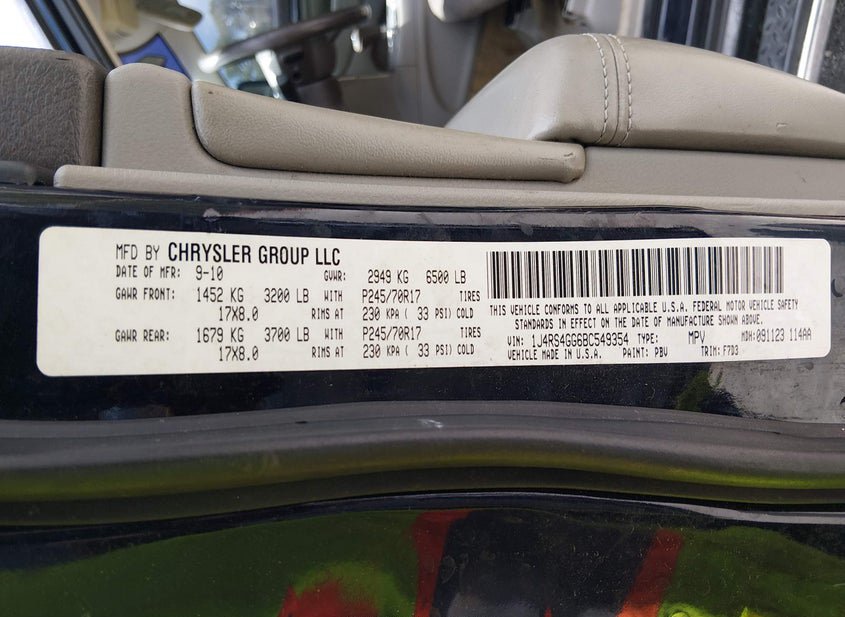 MFD BY CHRYSLER GROUP LLC
DATE OF MFR: 9-10 GVWR: 2949 KG 6500 LB
GAWR FRONT: 1452 KG 3200 LB WITH P245/70R17 TIRES
17X8.0 RIMS AT 230 KPA ( 33 PSI) COLD
GAWR REAR: 1679 KG 3700 LB WITH P245/70R17 TIRES
17X8.0 RIMS AT 230 KPA ( 33 PSI) COLD
THIS VEHICLE CONFORMS TO ALL APPLICABLE U.S.A. FEDERAL MOTOR VEHICLE SAFETY
STANDARDS IN EFFECT ON THE DATE OF MANUFACTURE SHOWN ABOVE.
VIN: 1J4RS4GG6BC549354 TYPE: MPV MDH: 091123 114AA
VEHICLE MADE IN U.S.A. PAINT: PBV TRIM: F7D3